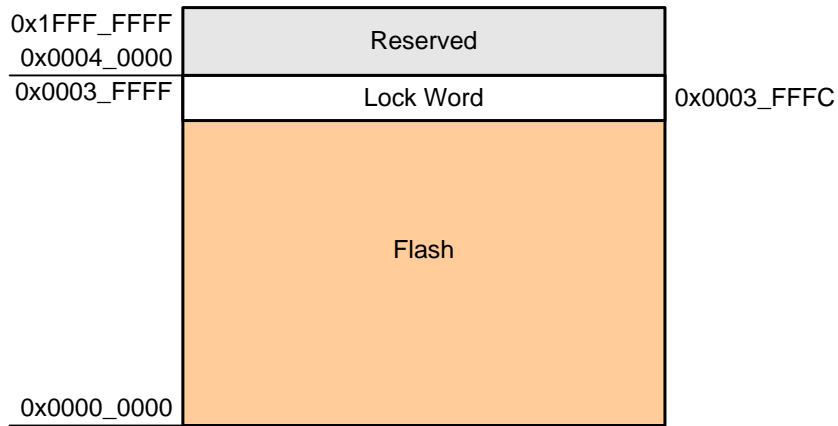 0x1FFF_FFFF
Reserved
0x0004_0000
0x0003_FFFF
Lock Word
0x0003_FFFC
Flash
0x0000_0000